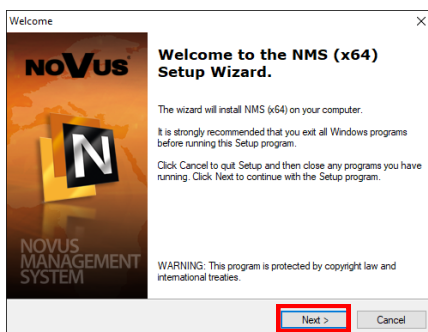 Welcome
NOVUS
Welcome to the NMS (x64)
Setup Wizard.
The wizard will install NMS (x64) on your computer.
It is strongly recommended that you exit all Windows programs
before running this Setup program.
Click Cancel to quit Setup and then close any programs you have
running. Click Next to continue with the Setup program.
N
NOVUS
MANAGEMENT
SYSTEM
WARNING: This program is protected by copyright law and
international treaties.
Next >
Cancel